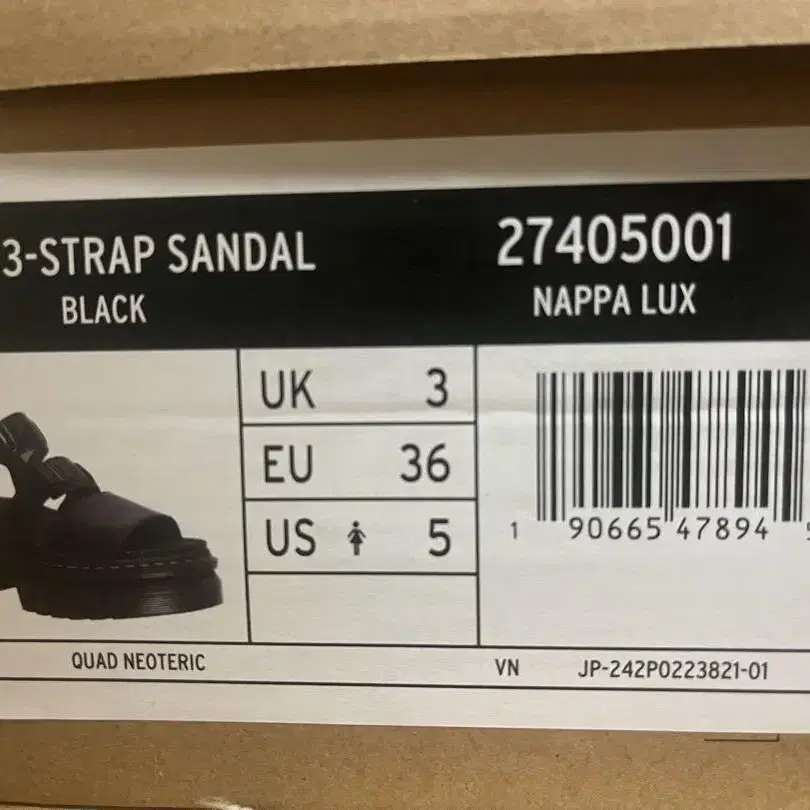 3-STRAP SANDAL
BLACK
27405001
NAPPA LUX
UK 3
EU 36
US 5
1 90665 47894
QUAD NEOTERIC
VN JP-242P0223821-01